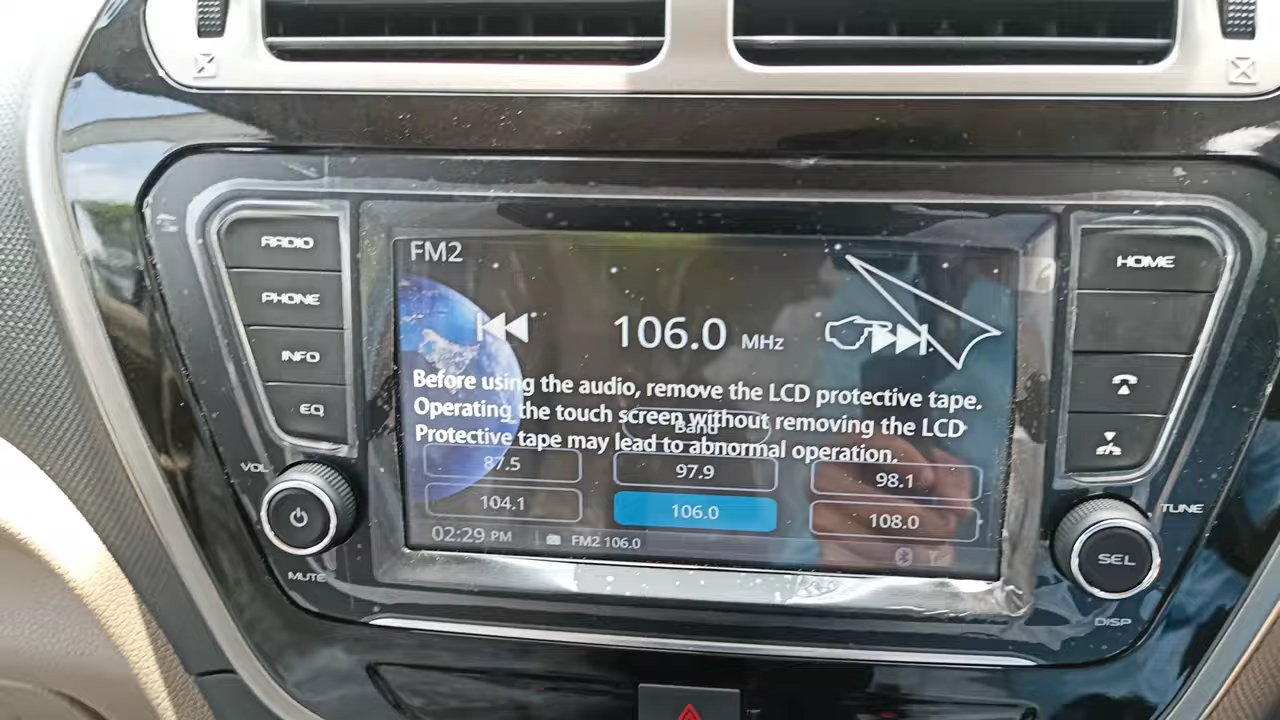 RADIO
PHONE
INFO
EQ
VOL
MUTE
FM2
106.0 MHz
Before using the audio, remove the LCD protective tape.
Operating the touch screen without removing the LCD
Protective tape may lead to abnormal operation.
Band
87.5
97.9
98.1
104.1
106.0
108.0
02:29 PM
FM2 106.0
HOME
TUNE
SEL
DISP